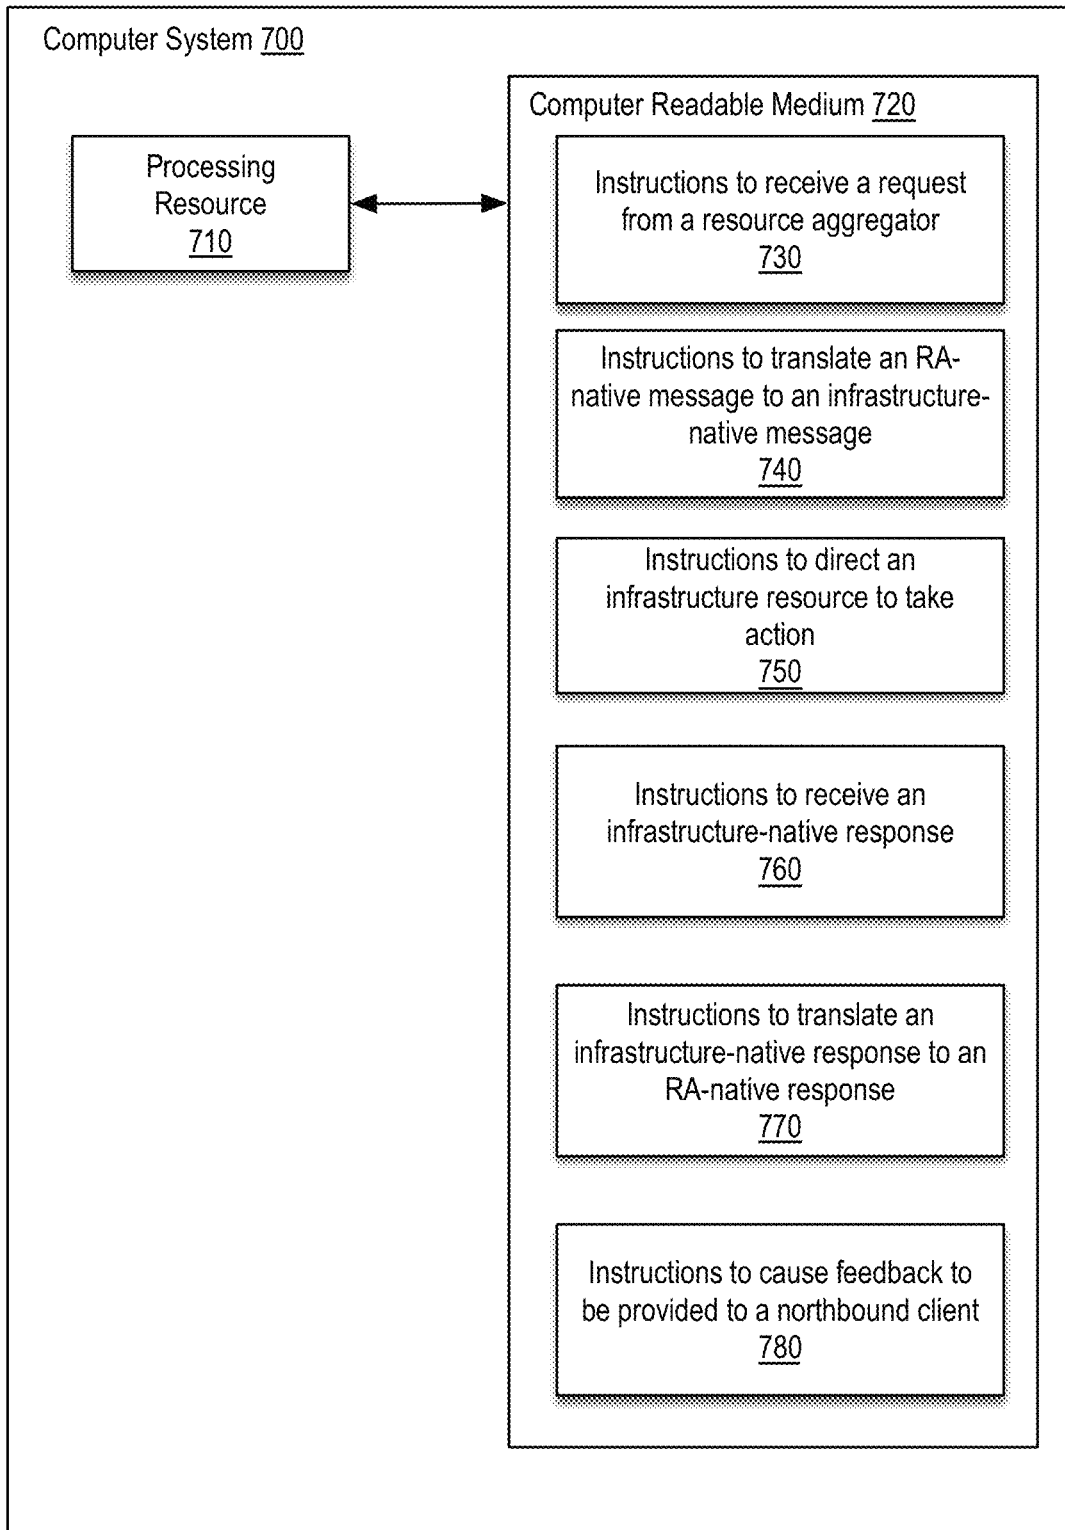 Computer System 700
Processing
Resource
710
Computer Readable Medium 720
Instructions to receive a request
from a resource aggregator
730
Instructions to translate an RA-
native message to an infrastructure-
native message
740
Instructions to direct an
infrastructure resource to take
action
750
Instructions to receive an
infrastructure-native response
760
Instructions to translate an
infrastructure-native response to an
RA-native response
770
Instructions to cause feedback to
be provided to a northbound client
780